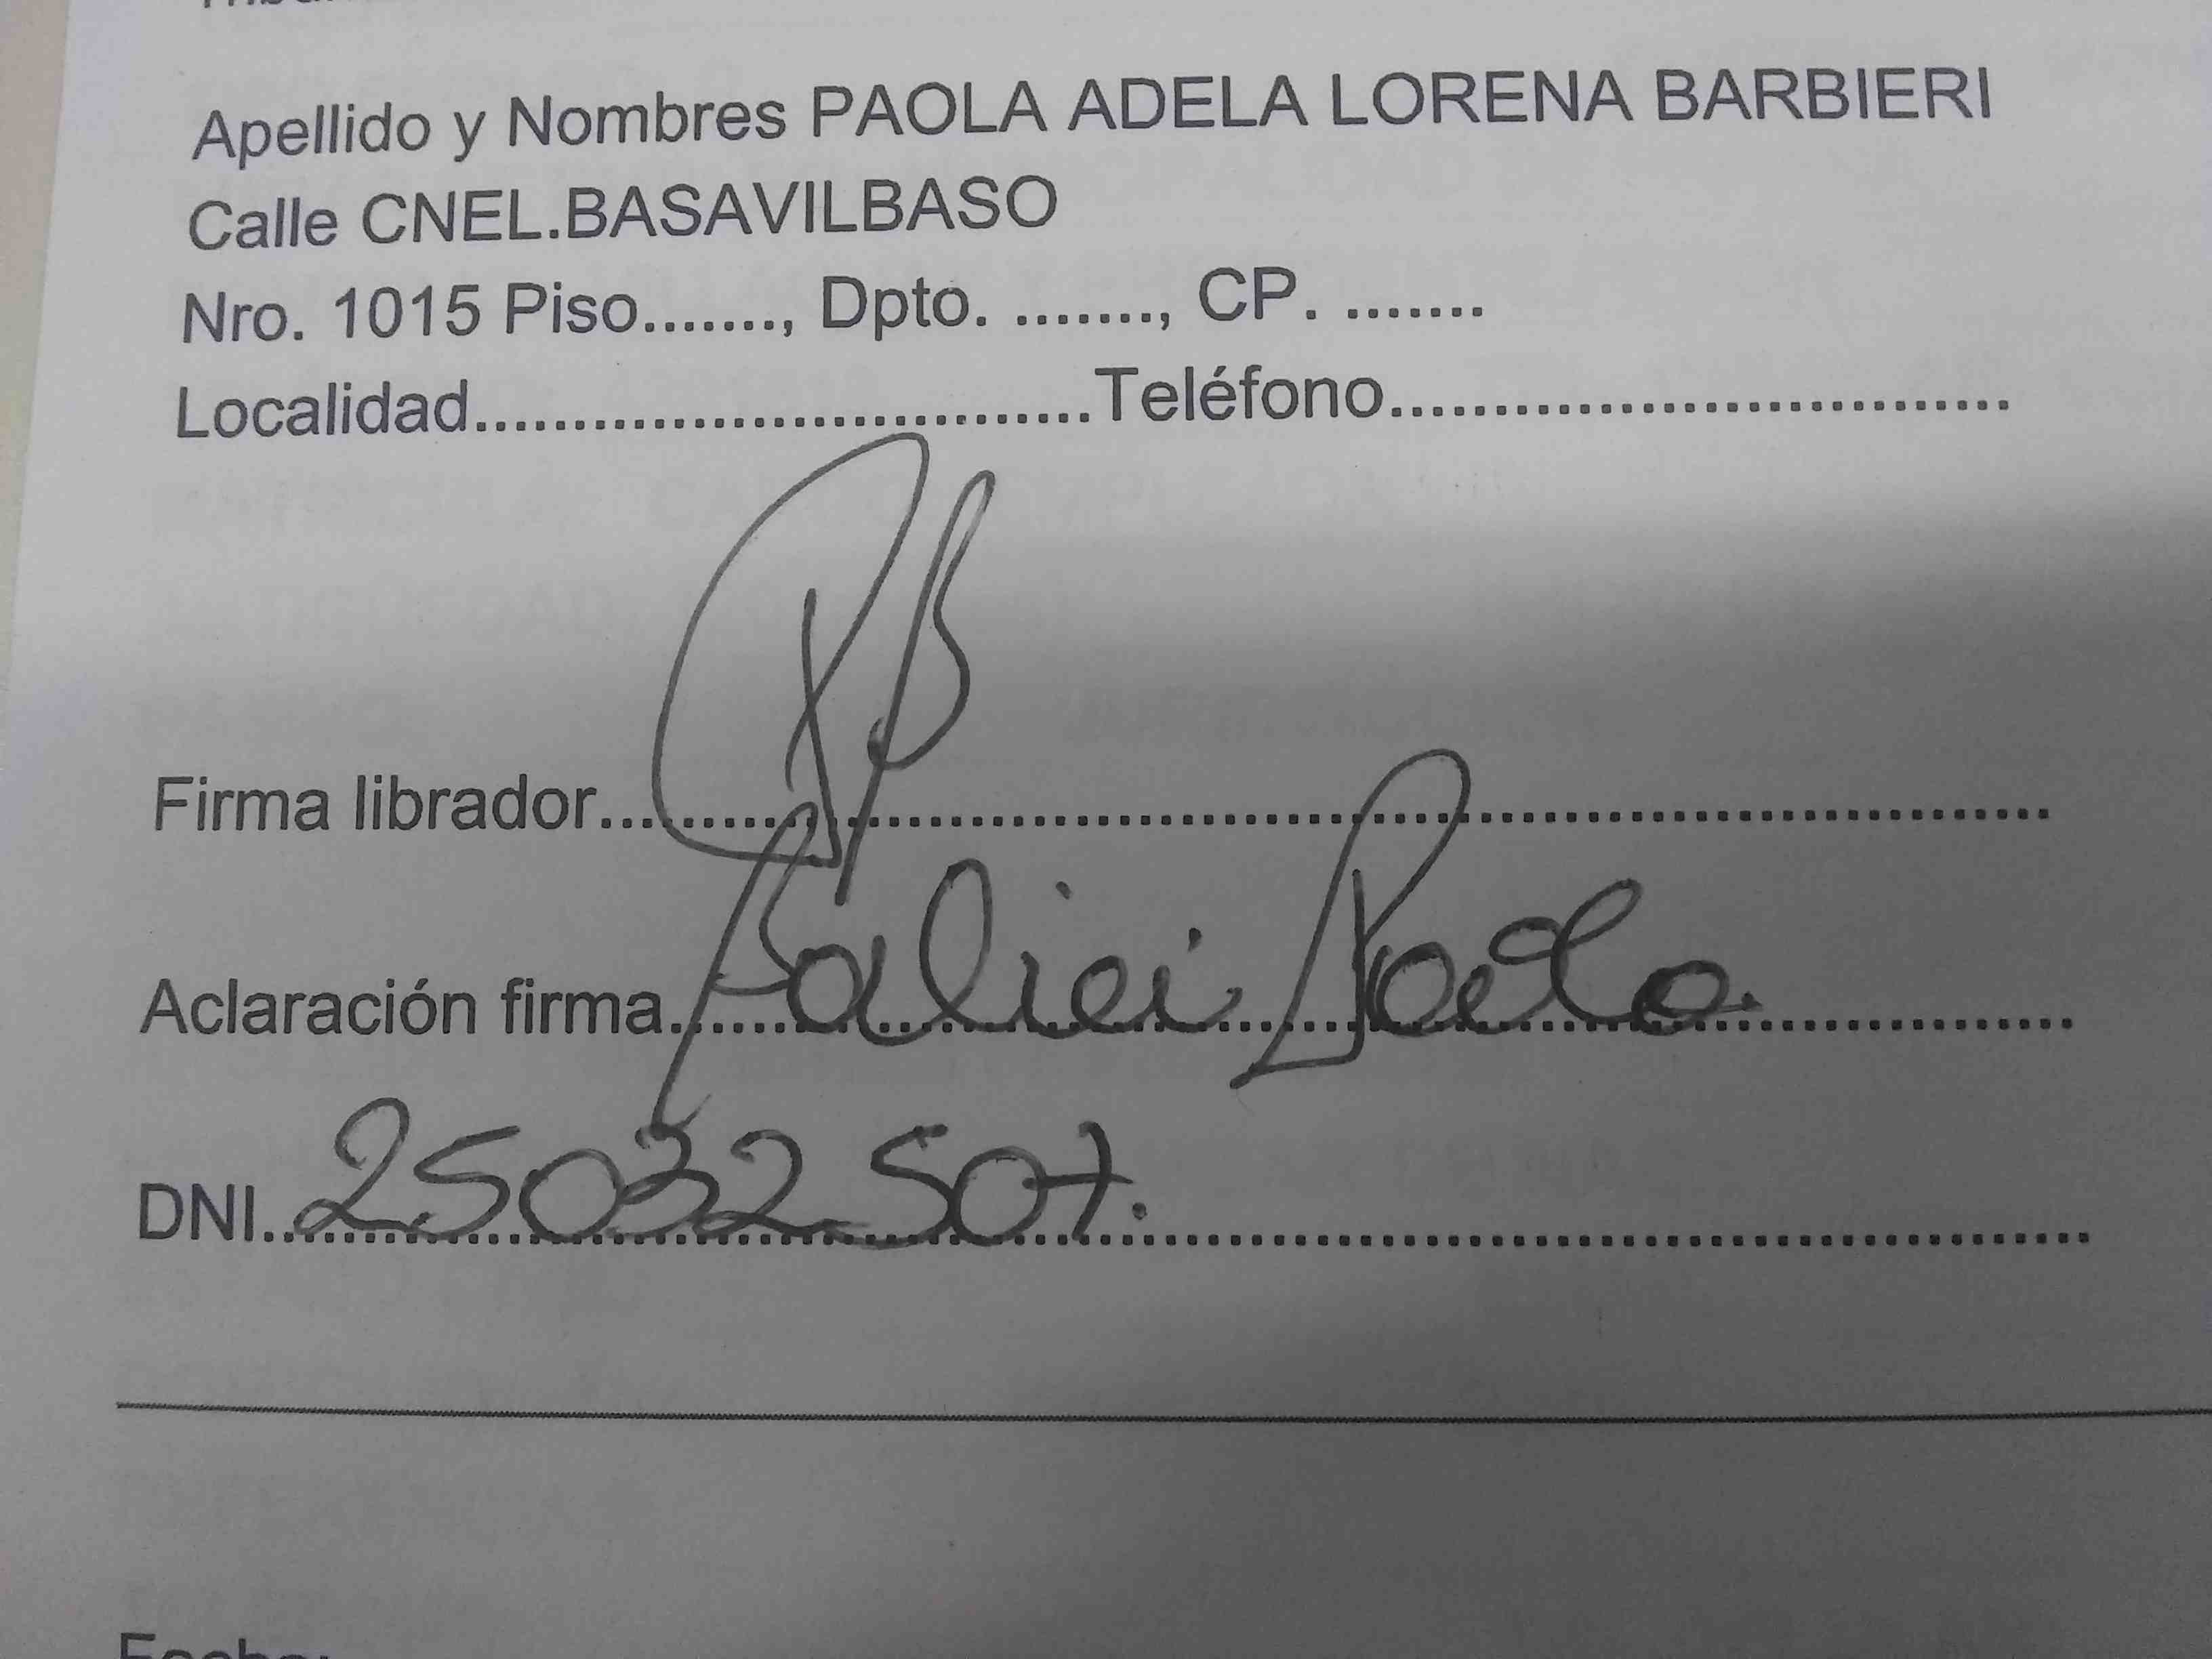 Apellido y Nombres PAOLA ADELA LORENA BARBIERI
Calle CNEL.BASAVILBASO
Nro. 1015 Piso......., Dpto. ........, CP. .......
Localidad...............................Teléfono...............................
Firma librador...............................
Aclaración firma............................... Paola.
DNI...25032507.